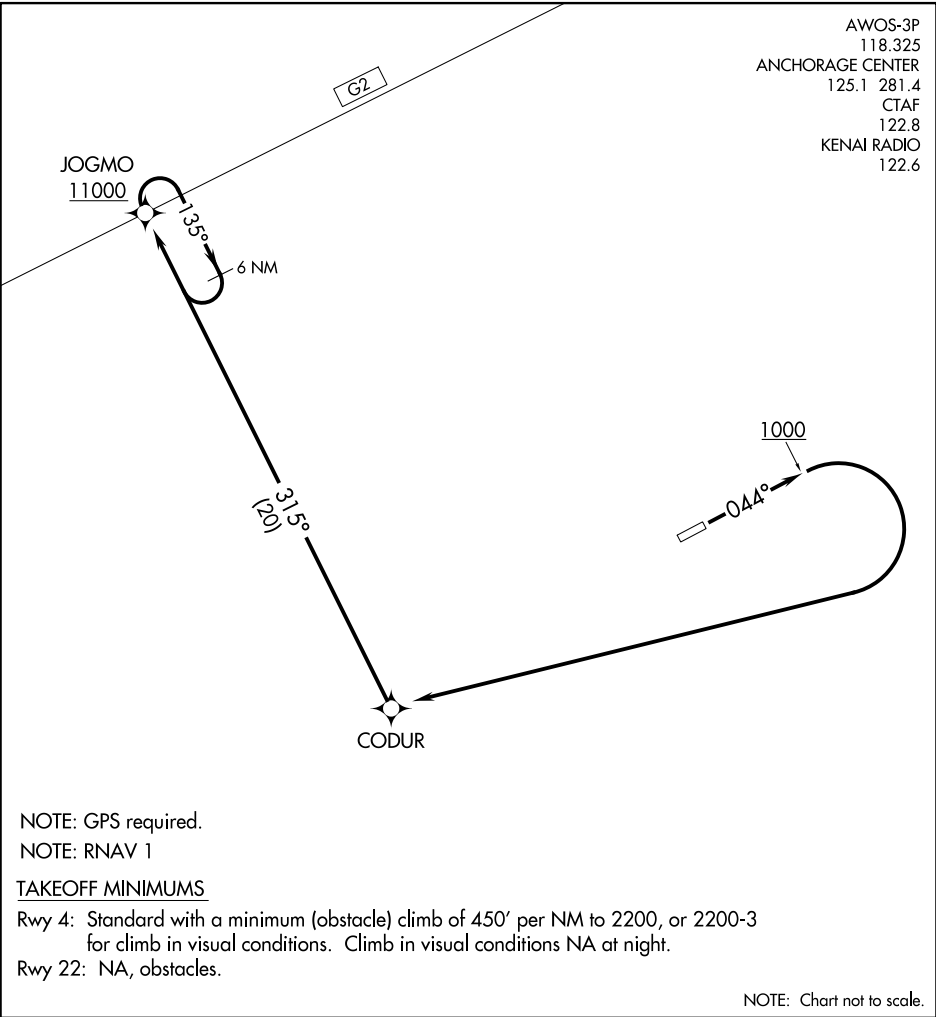 AWOS-3P
118.325
ANCHORAGE CENTER
125.1 281.4
CTAF
122.8
KENAI RADIO
122.6
G2
JOGMO
11000
135°
6 NM
1000
044°
315°
(20)
CODUR
NOTE: GPS required.
NOTE: RNAV 1
TAKEOFF MINIMUMS
Rwy 4: Standard with a minimum (obstacle) climb of 450' per NM to 2200, or 2200-3
for climb in visual conditions. Climb in visual conditions NA at night.
Rwy 22: NA, obstacles.
NOTE: Chart not to scale.